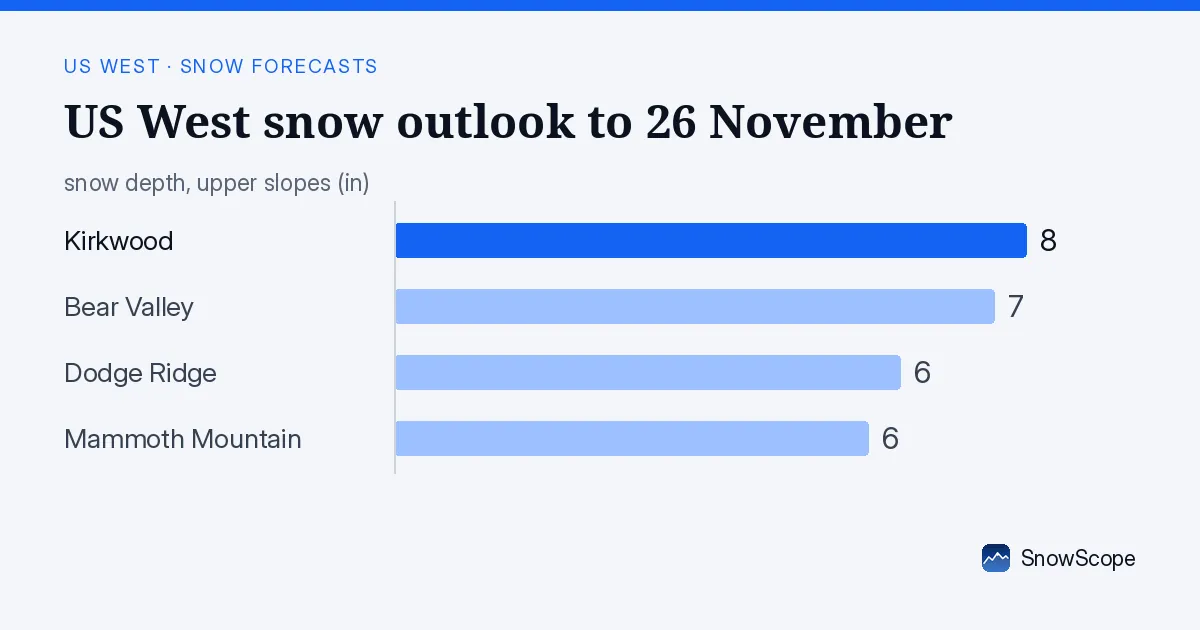 US WEST · SNOW FORECASTS
US West snow outlook to 26 November
snow depth, upper slopes (in)
Kirkwood 8
Bear Valley 7
Dodge Ridge 6
Mammoth Mountain 6
SnowScope